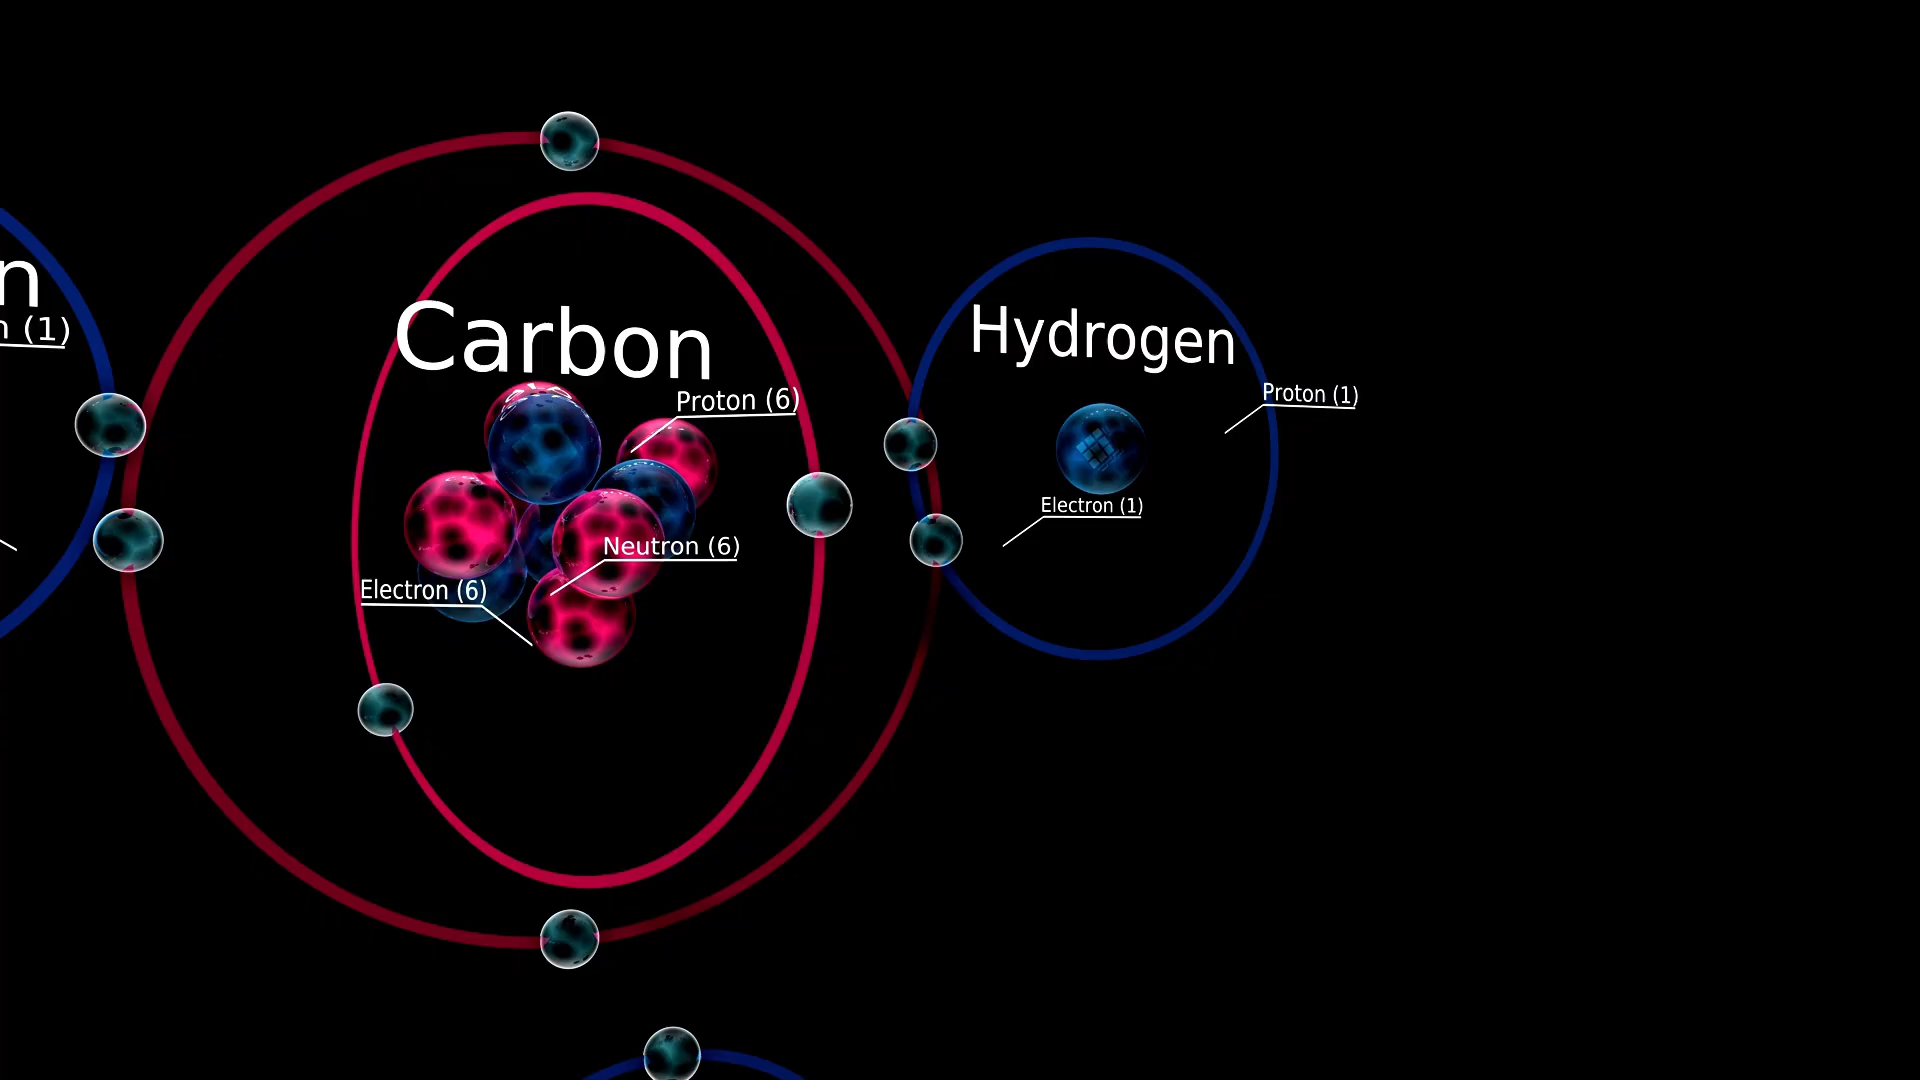 n
n (1)
Carbon
Proton (6)
Neutron (6)
Electron (6)
Hydrogen
Proton (1)
Electron (1)